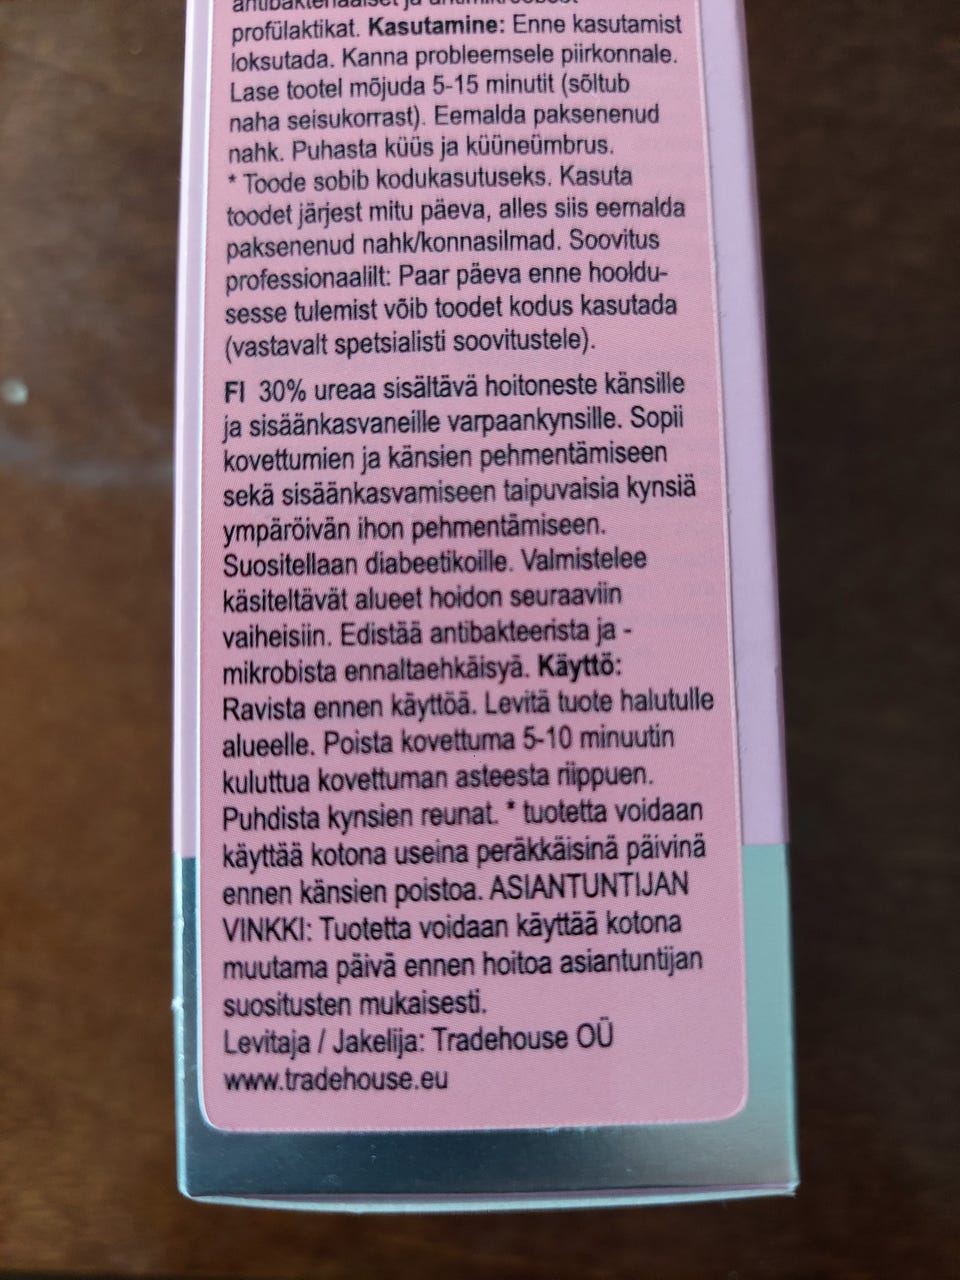 antibakteriaalset ja antimikroobset
profülaktikat. Kasutamine: Enne kasutamist
loksutada. Kanna probleemsele piirkonnale.
Lase tootel mõjuda 5-15 minutit (sõltub
naha seisukorrast). Eemalda paksenenud
nahk. Puhasta küüs ja küüneümbrus.
* Toode sobib kodukasutuseks. Kasuta
toodet järjest mitu päeva, alles siis eemalda
paksenenud nahk/konnasilmad. Soovitus
professionaalilt: Paar päeva enne hooldu-
sesse tulemist võib toodet kodus kasutada
(vastavalt spetsialisti soovitustele).
FI 30% ureaa sisältävä hoitoneste känsille
ja sisäänkasvaneille varpaankynsille. Sopii
kovettumien ja känsien pehmentämiseen
sekä sisäänkasvamiseen taipuvaisia kynsiä
ympäröivän ihon pehmentämiseen.
Suositellaan diabeetikoille. Valmistelee
käsiteltävät alueet hoidon seuraaviin
vaiheisiin. Edistää antibakteerista ja -
mikrobista ennaltaehkäisyä. Käyttö:
Ravista ennen käyttöä. Levitä tuote halutulle
alueelle. Poista kovettuma 5-10 minuutin
kuluttua kovettuman asteesta riippuen.
Puhdista kynsien reunat. * tuotetta voidaan
käyttää kotona useina peräkkäisinä päivinä
ennen känsien poistoa. ASIANTUNTIJAN
VINKKI: Tuotetta voidaan käyttää kotona
muutama päivä ennen hoitoa asiantuntijan
suositusten mukaisesti.
Levitaja / Jakelija: Tradehouse OÜ
www.tradehouse.eu